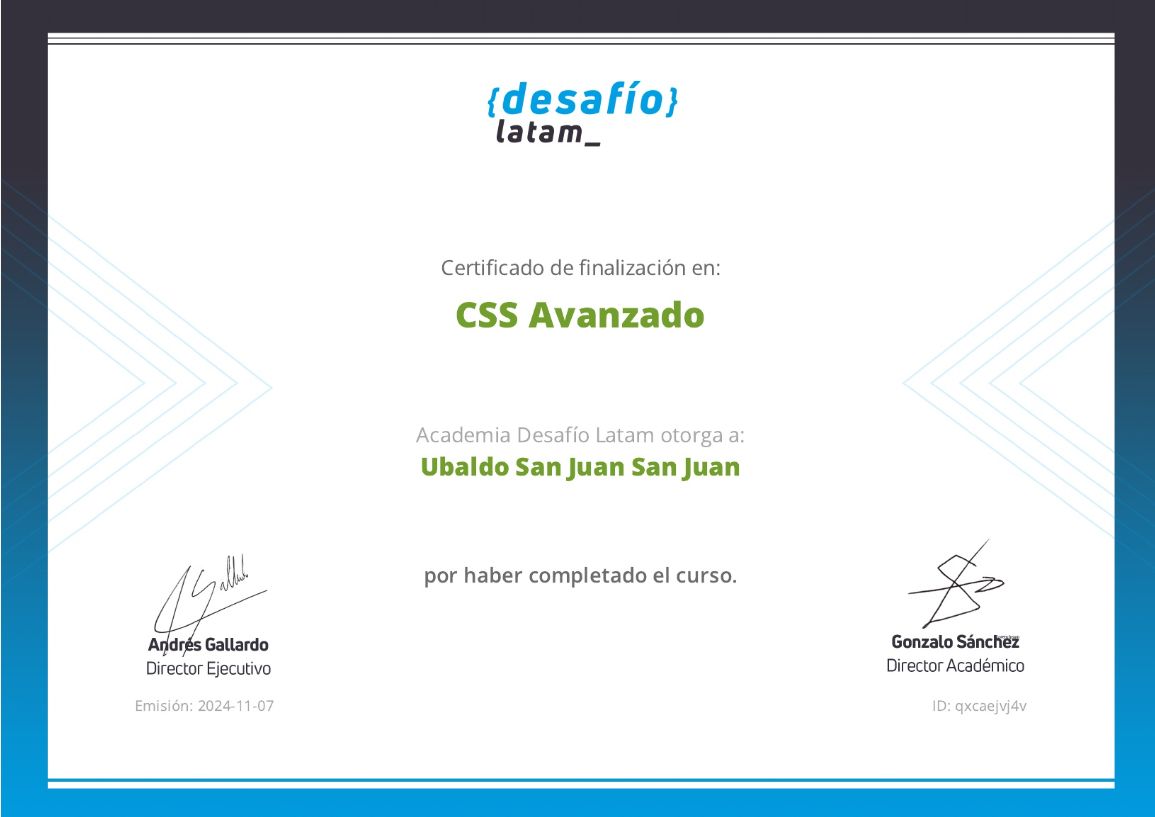 {desafío}
latam_
Certificado de finalización en:
CSS Avanzado
Academia Desafío Latam otorga a:
Ubaldo San Juan San Juan
por haber completado el curso.
Andrés Gallardo
Director Ejecutivo
Emisión: 2024-11-07
Gonzalo Sánchez
Director Académico
ID: qxcaejvj4v